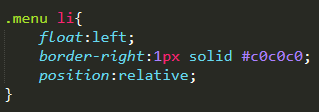 .menu li{
float:left;
border-right:1px solid #c0c0c0;
position:relative;
}